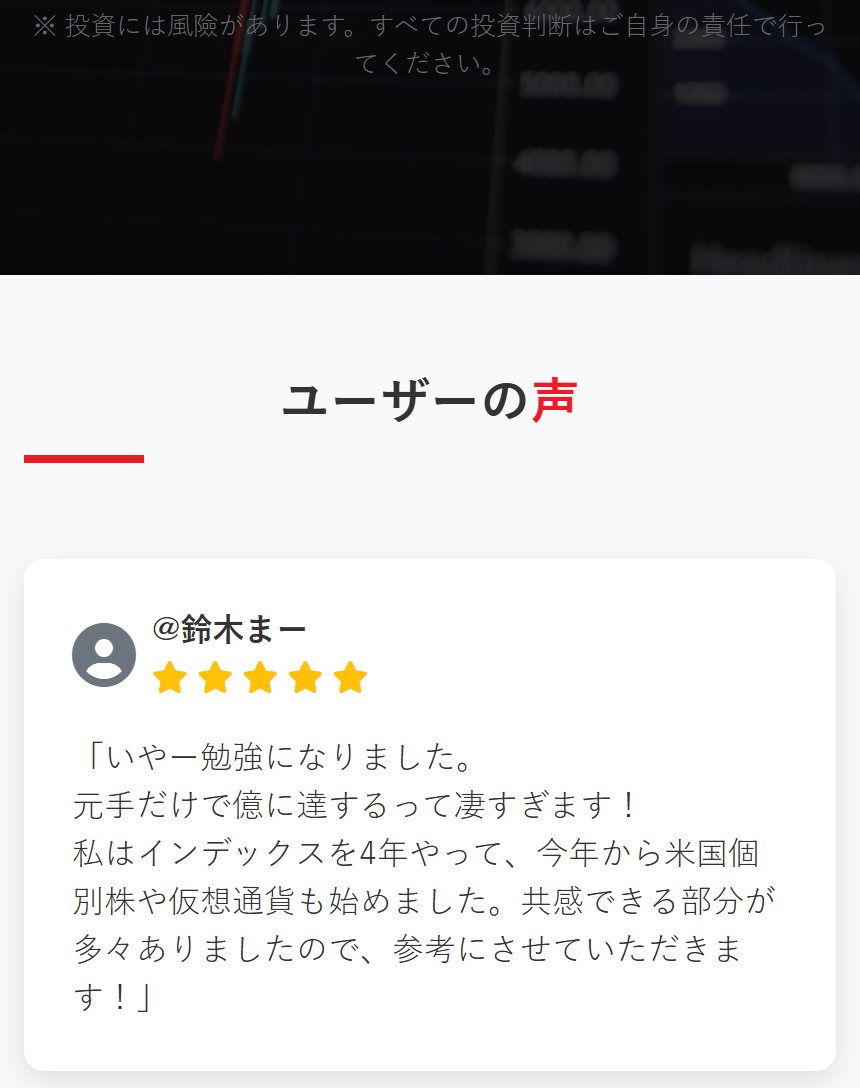 ※ 投資には風險があります。すべての投資判断はご自身の責任で行っ
てください。
5000.00
4000.00
3000.00
ユーザーの声
@鈴木まー
「いやー勉強になりました。
元手だけで億に達するって凄すぎます！
私はインデックスを4年やって、今年から米国個
別株や仮想通貨も始めました。共感できる部分が
多々ありましたので、参考にさせていただきま
す！」